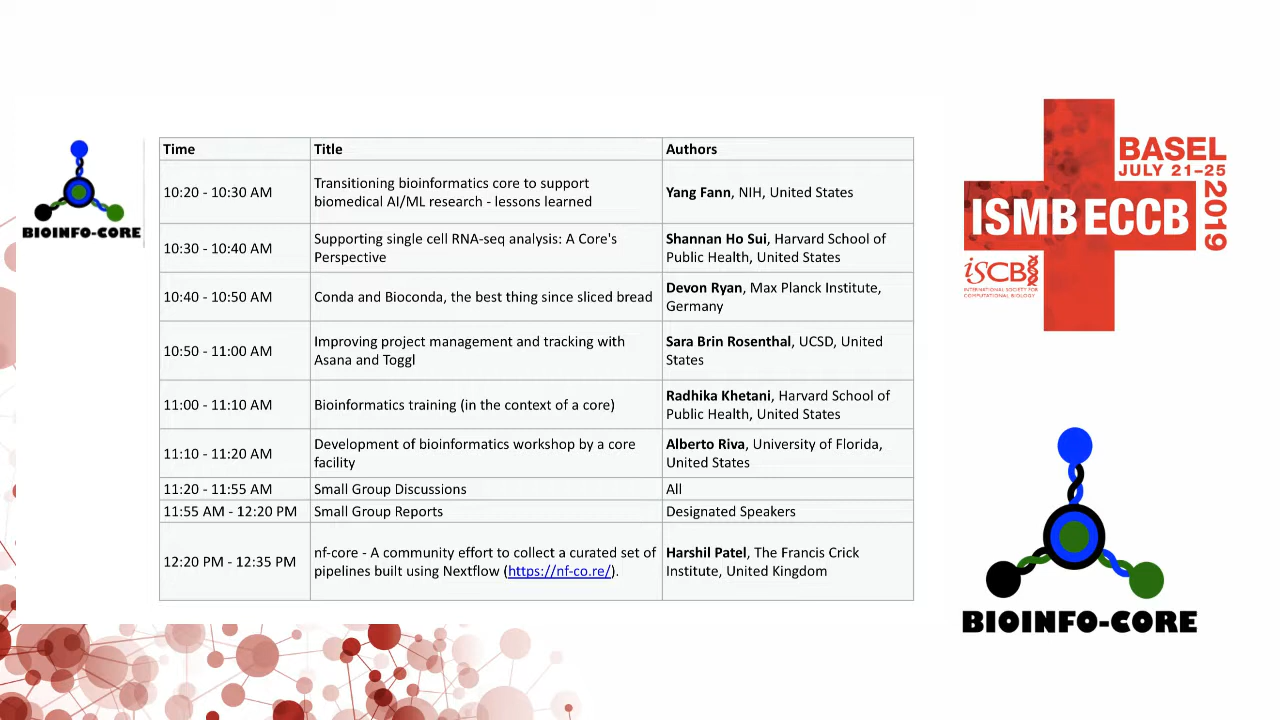 Time Title Authors
10:20 - 10:30 AM
Transitioning bioinformatics core to support
biomedical AI/ML research - lessons learned
Yang Fann, NIH, United States
10:30 - 10:40 AM
Supporting single cell RNA-seq analysis: A Core's
Perspective
Shannan Ho Sui, Harvard School of
Public Health, United States
10:40 - 10:50 AM
Conda and Bioconda, the best thing since sliced bread
Devon Ryan, Max Planck Institute,
Germany
10:50 - 11:00 AM
Improving project management and tracking with
Asana and Toggl
Sara Brin Rosenthal, UCSD, United
States
11:00 - 11:10 AM
Bioinformatics training (in the context of a core)
Radhika Khetani, Harvard School of
Public Health, United States
11:10 - 11:20 AM
Development of bioinformatics workshop by a core
facility
Alberto Riva, University of Florida,
United States
11:20 - 11:55 AM
Small Group Discussions
All
11:55 AM - 12:20 PM
Small Group Reports
Designated Speakers
12:20 PM - 12:35 PM
nf-core - A community effort to collect a curated set of
pipelines built using Nextflow (https://nf-co.re/).
Harshil Patel, The Francis Crick
Institute, United Kingdom
BIOINFO-CORE
BASEL
JULY 21-25
2019
ISMB ECCB
iSCB
INTERNATIONAL SOCIETY FOR
COMPUTATIONAL BIOLOGY
BIOINFO-CORE